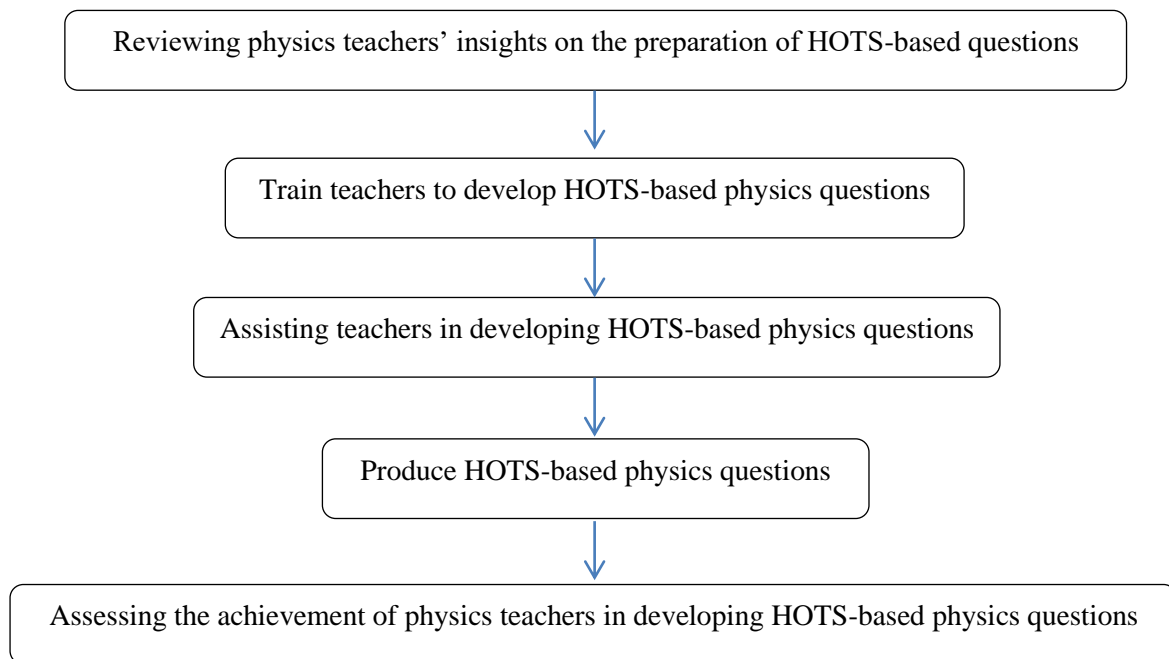 Reviewing physics teachers’ insights on the preparation of HOTS-based questions
Train teachers to develop HOTS-based physics questions
Assisting teachers in developing HOTS-based physics questions
Produce HOTS-based physics questions
Assessing the achievement of physics teachers in developing HOTS-based physics questions